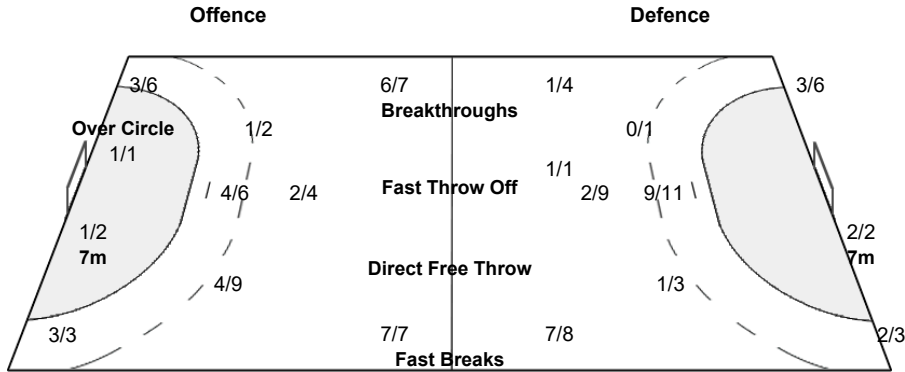 Offence Defence
3/6 6/7 1/4 3/6
Breakthroughs
Over Circle 1/2 0/1
1/1
1/1
4/6 2/4 Fast Throw Off 2/9 9/11
1/2 2/2
7m 7m
Direct Free Throw
4/9 1/3
3/3 7/7 7/8 2/3
Fast Breaks